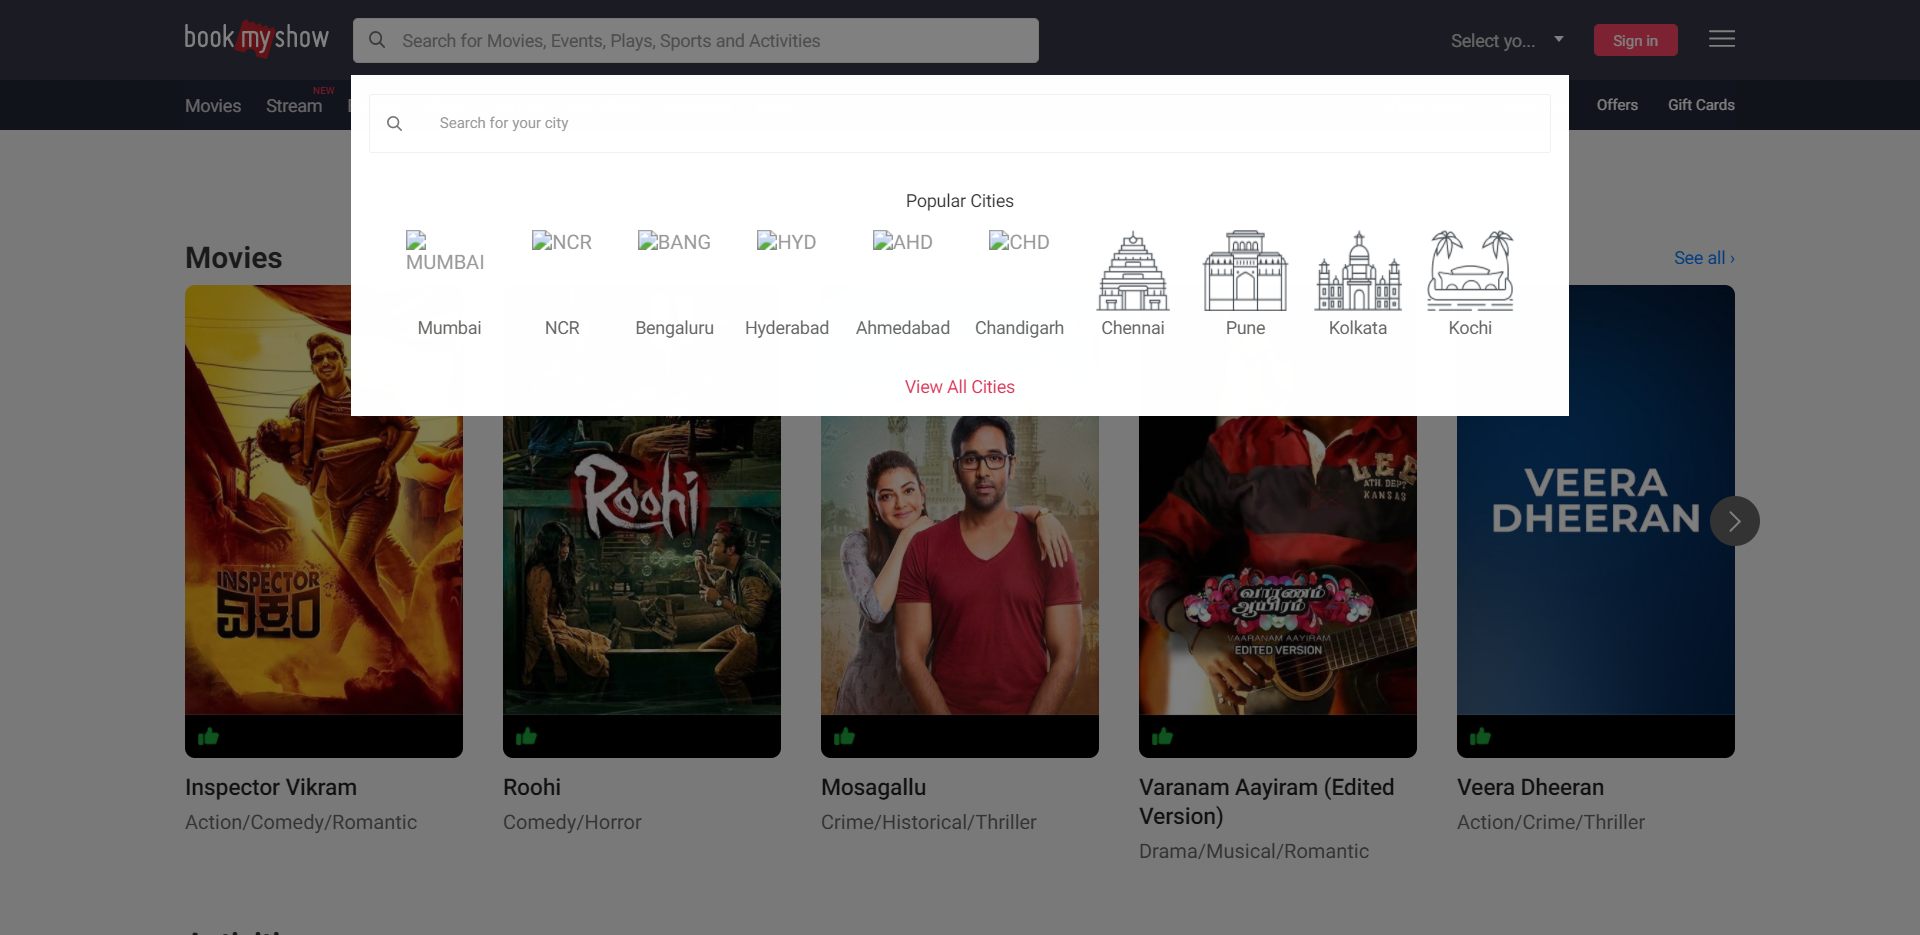 book my show
Search for Movies, Events, Plays, Sports and Activities
Select yo...
Sign in
Movies
Stream
NEW
Offers
Gift Cards
Search for your city
Popular Cities
MUMBAI
NCR
BANG
HYD
AHD
CHD
Mumbai
NCR
Bengaluru
Hyderabad
Ahmedabad
Chandigarh
Chennai
Pune
Kolkata
Kochi
View All Cities
Movies
See all ›
INSPECTOR
ವಿಕ್ರಂ
Roohi
LEE
ATH. DEPT
KANSAS
வாரணம்
ஆயிரம்
VAARANAM AAYIRAM
EDITED VERSION
VEERA
DHEERAN
Inspector Vikram
Action/Comedy/Romantic
Roohi
Comedy/Horror
Mosagallu
Crime/Historical/Thriller
Varanam Aayiram (Edited
Version)
Drama/Musical/Romantic
Veera Dheeran
Action/Crime/Thriller